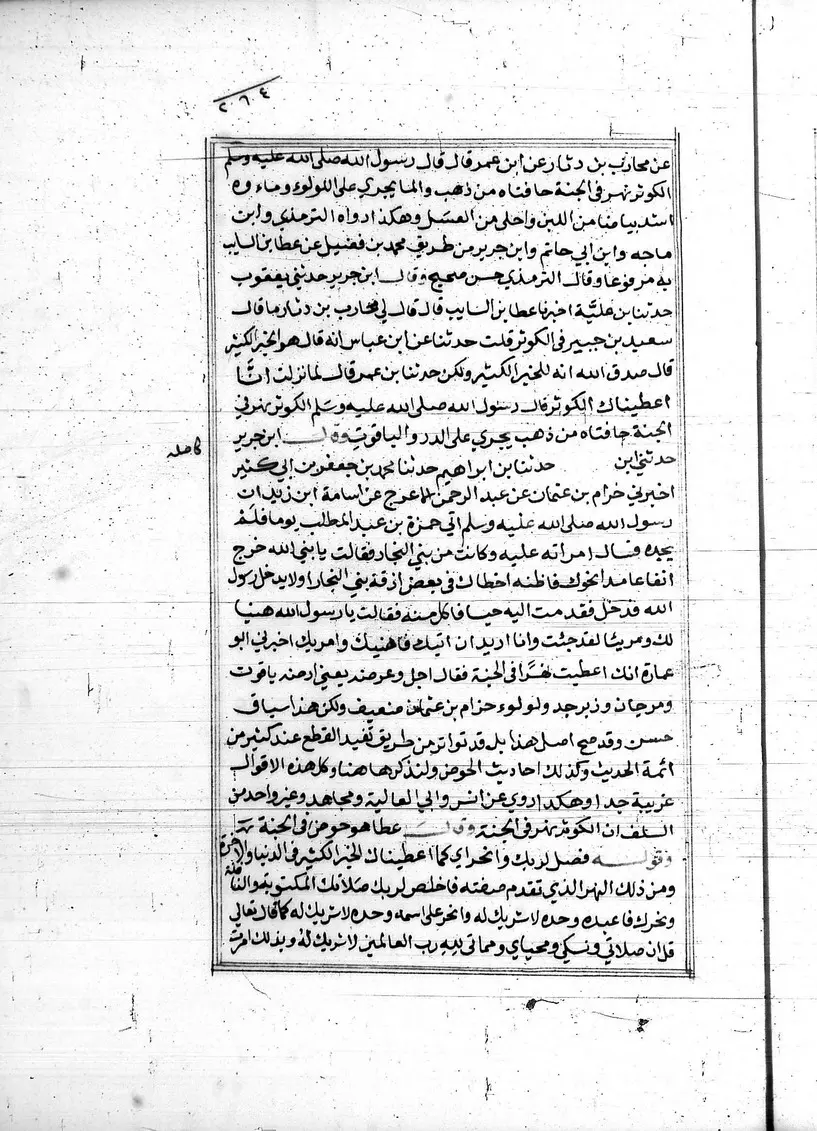 ٢٦٤
عن محارب بن دثار عن ابن عمر قال قال رسول الله صلى الله عليه وسلم
الكوثر نهر في الجنة حافتاه من ذهب والما يجري على اللولوء وماءوه
اشد بياضا من اللبن واحلى من العسل وهكذا رواه الترمذي وابن
ماجه وابن ابي حاتم وابن جرير من طريق محمد بن فضيل عن عطا بن السايب
به مرفوعا وقال الترمذي حسن صحيح وقال ابن جرير حدثني يعقوب
حدثنا بن علية اخبرنا عطا بن السايب قال قال لي محارب بن دثار ما قال
سعيد بن جبير في الكوثر قلت حدثنا عن ابن عباس انه قال هو الخير الكثير
قال صدق الله انه للخير الكثير ولكن حدثنا بن عمر قال لما نزلت انا
اعطيناك الكوثر قال رسول الله صلى الله عليه وسلم الكوثر نهر في
الجنة حافتاه من ذهب يجري على الدر والياقوت وقال ابن جرير
حدثني ابن حدثنا بن ابراهيم حدثنا محمد بن جعفر بن ابي كثير
اخبرني حزام بن عثمان عن عبد الرحمن الاعرج عن اسامة ابن زيد ان
رسول الله صلى الله عليه وسلم اتى حمزة بن عبد المطلب يوما فلم
يجده فسال امراته عليه وكانت من بني النجار فقالت يا بني الله خرج
انفا عامدا نحوك فاظنه اخطاك في بعض ازقة بني النجار اولا يدخل رسول
الله فدخل فقدمت اليه حيسا فاكل منه فقالت يا رسول الله هنيا
لك ومريئا لقد جئت وانا اريد ان اتيك فاهنيك وامريك اخبرني ابو
عمارة انك اعطيت نهرا في الجنة فقال اجل وعرضه يعني ارضه ياقوت
ومرجان وزبرجد ولولوء حزام بن عثمان ضعيف ولكن هذا سياق
حسن وقد صح اصل هذا بل قد تواتر من طريق تفيد القطع عند كثير من
ائمة الحديث وكذلك احاديث الحوض ولنذكرها هنا وكل هذه الاقوال
غريبة جدا وهكذا روي عن انس وابي العالية ومجاهد وغير واحد من
السلف ان الكوثر نهر في الجنة وقال عطا هو حوض في الجنة
وقوله فصل لربك وانحر اي كما اعطيناك الخير الكثير في الدنيا والاخرة
ومن ذلك النهر الذي تقدم صفته فاخلص لربك صلاتك المكتوبة والنافلة
ونحرك فاعبده وحده لا شريك له وانحر على اسمه وحده لا شريك له كما قال تعالى
قل ان صلاتي ونسكي ومحياي ومماتي لله رب العالمين لا شريك له وبذلك امرت